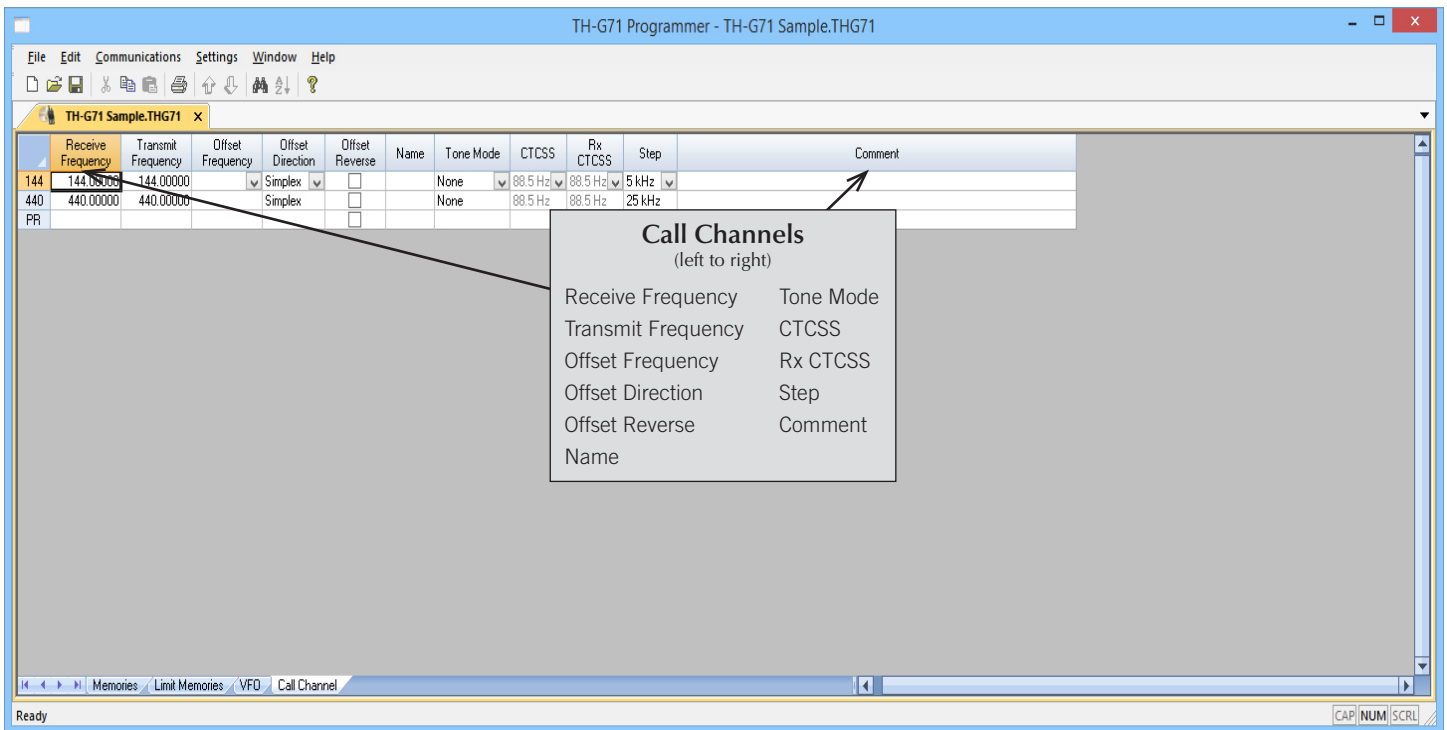 TH-G71 Programmer - TH-G71 Sample.THG71
File Edit Communications Settings Window Help
TH-G71 Sample.THG71 X
Receive Frequency Transmit Frequency Offset Frequency Offset Direction Offset Reverse Name Tone Mode CTCSS Rx CTCSS Step Comment
144 144.00000 144.00000 Simplex None 88.5 Hz 88.5 Hz 5 kHz
440 440.00000 440.00000 Simplex None 88.5 Hz 88.5 Hz 25 kHz
PR
Call Channels
(left to right)
Receive Frequency Tone Mode
Transmit Frequency CTCSS
Offset Frequency Rx CTCSS
Offset Direction Step
Offset Reverse Comment
Name
Memories Limit Memories VFO Call Channel
Ready CAP NUM SCRL